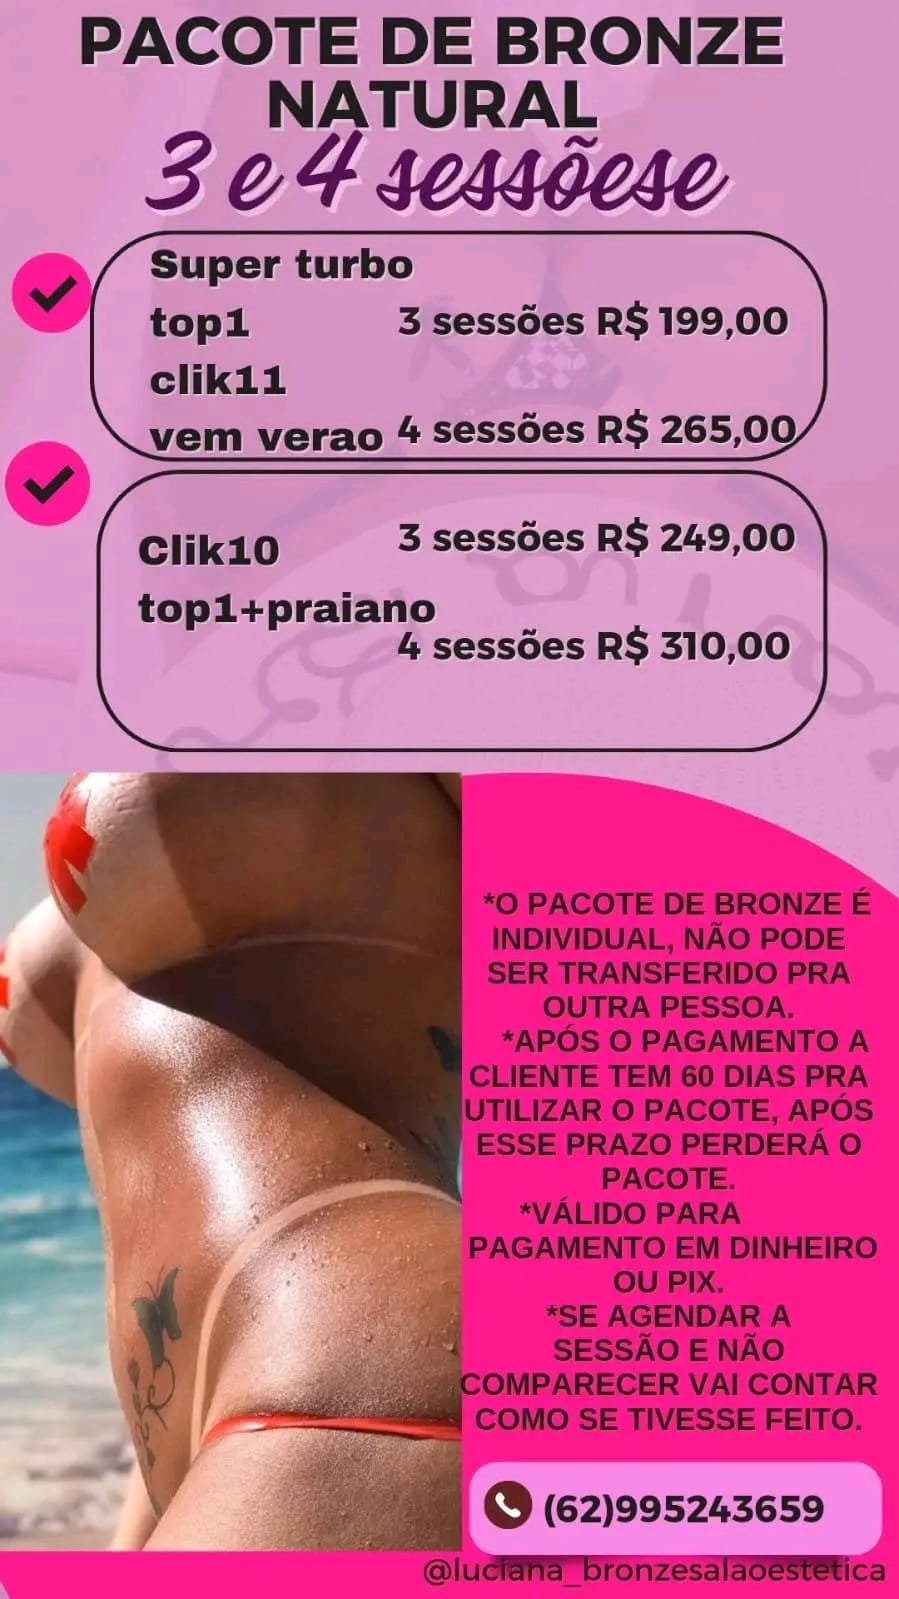 PACOTE DE BRONZE
NATURAL
3 e 4 sessõese
Super turbo
top1
3 sessões R$ 199,00
clik11
vem verao
4 sessões R$ 265,00
Clik10
3 sessões R$ 249,00
top1+praiano
4 sessões R$ 310,00
*O PACOTE DE BRONZE É
INDIVIDUAL, NÃO PODE
SER TRANSFERIDO PRA
OUTRA PESSOA.
*APÓS O PAGAMENTO A
CLIENTE TEM 60 DIAS PRA
UTILIZAR O PACOTE, APÓS
ESSE PRAZO PERDERÁ O
PACOTE.
*VÁLIDO PARA
PAGAMENTO EM DINHEIRO
OU PIX.
*SE AGENDAR A
SESSÃO E NÃO
COMPARECER VAI CONTAR
COMO SE TIVESSE FEITO.
(62)995243659
@luciana_bronzesalaoestetica